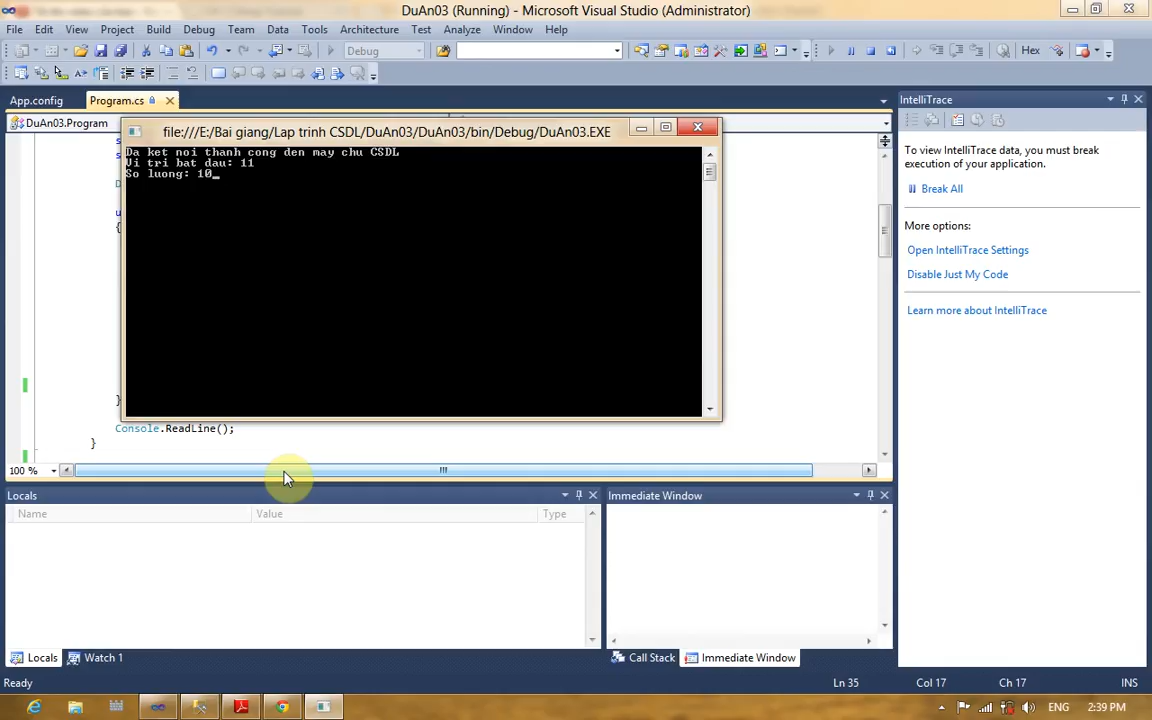 DuAn03 (Running) - Microsoft Visual Studio (Administrator)
File Edit View Project Build Debug Team Data Tools Architecture Test Analyze Window Help
Debug
Hex
App.config Program.cs
DuAn03.Program
file:///E:/Bai giang/Lap trinh CSDL/DuAn03/DuAn03/bin/Debug/DuAn03.EXE
Da ket noi thanh cong den may chu CSDL
Vi tri bat dau: 11
So luong: 10_
s
s
D
u
{
}
Console.ReadLine();
}
100 %
IntelliTrace
To view IntelliTrace data, you must break
execution of your application.
Break All
More options:
Open IntelliTrace Settings
Disable Just My Code
Learn more about IntelliTrace
Locals
Name Value Type
Locals Watch 1
Immediate Window
Call Stack Immediate Window
Ready Ln 35 Col 17 Ch 17 INS
ENG 2:39 PM